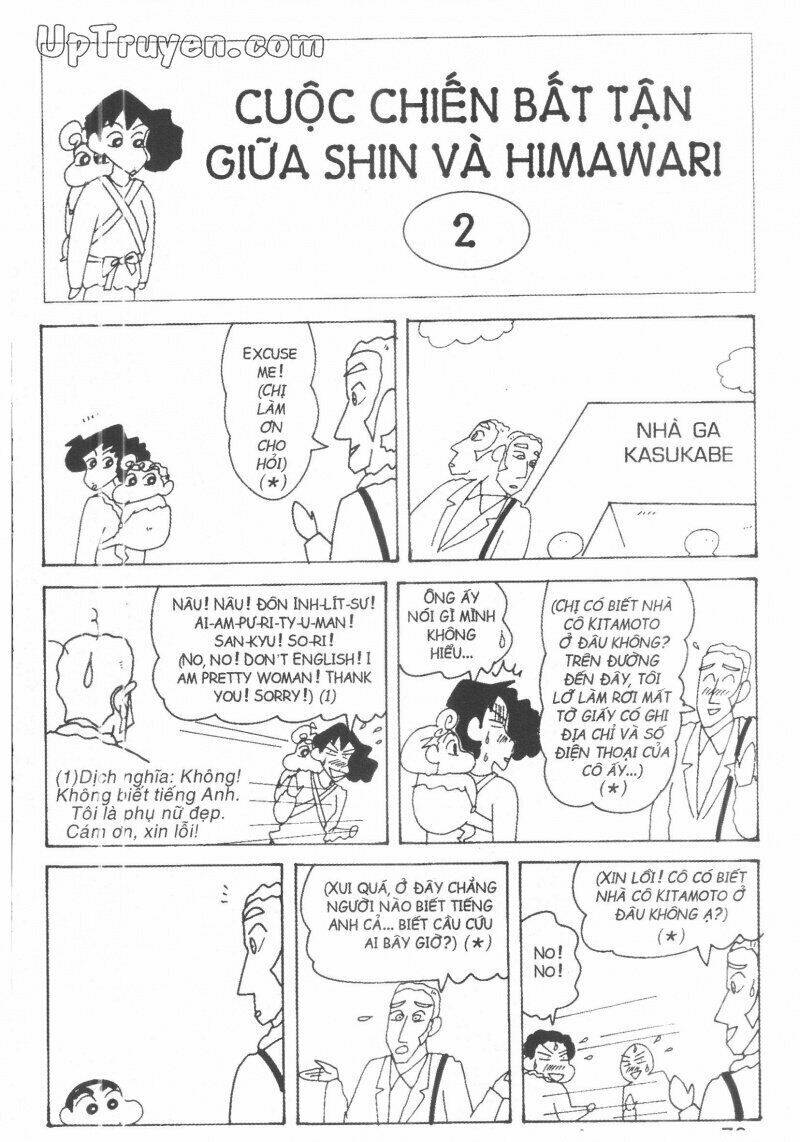 UpTruyen.com
CUỘC CHIẾN BẤT TẬN
GIỮA SHIN VÀ HIMAWARI
2
NHÀ GA
KASUKABE
EXCUSE
ME!
(CHỊ
LÀM
ƠN
CHO
HỎI)
(*)
(CHỊ CÓ BIẾT NHÀ
CÔ KITAMOTO
Ở ĐÂU KHÔNG?
TRÊN ĐƯỜNG
ĐẾN ĐÂY, TÔI
LỠ LÀM RƠI MẤT
TỜ GIẤY CÓ GHI
ĐỊA CHỈ VÀ SỐ
ĐIỆN THOẠI CỦA
CÔ ẤY...)
(*)
ÔNG ẤY
NÓI GÌ MÌNH
KHÔNG
HIỂU...
NÂU! NÂU! ĐÔN INH-LÍT-SƯ!
AI-AM-PƯ-RI-TY-U-MAN!
SAN-KYU! SO-RI!
(NO, NO! DON'T ENGLISH! I
AM PRETTY WOMAN! THANK
YOU! SORRY!) (1)
(1)Dịch nghĩa: Không!
Không biết tiếng Anh.
Tôi là phụ nữ đẹp.
Cám ơn, xin lỗi!
(XIN LỖI! CÔ CÓ BIẾT
NHÀ CÔ KITAMOTO Ở
ĐÂU KHÔNG Ạ?)
(*)
NO!
NO!
(XUI QUÁ, Ở ĐÂY CHẲNG
NGƯỜI NÀO BIẾT TIẾNG
ANH CẢ... BIẾT CẦU CỨU
AI BÂY GIỜ?) (*)